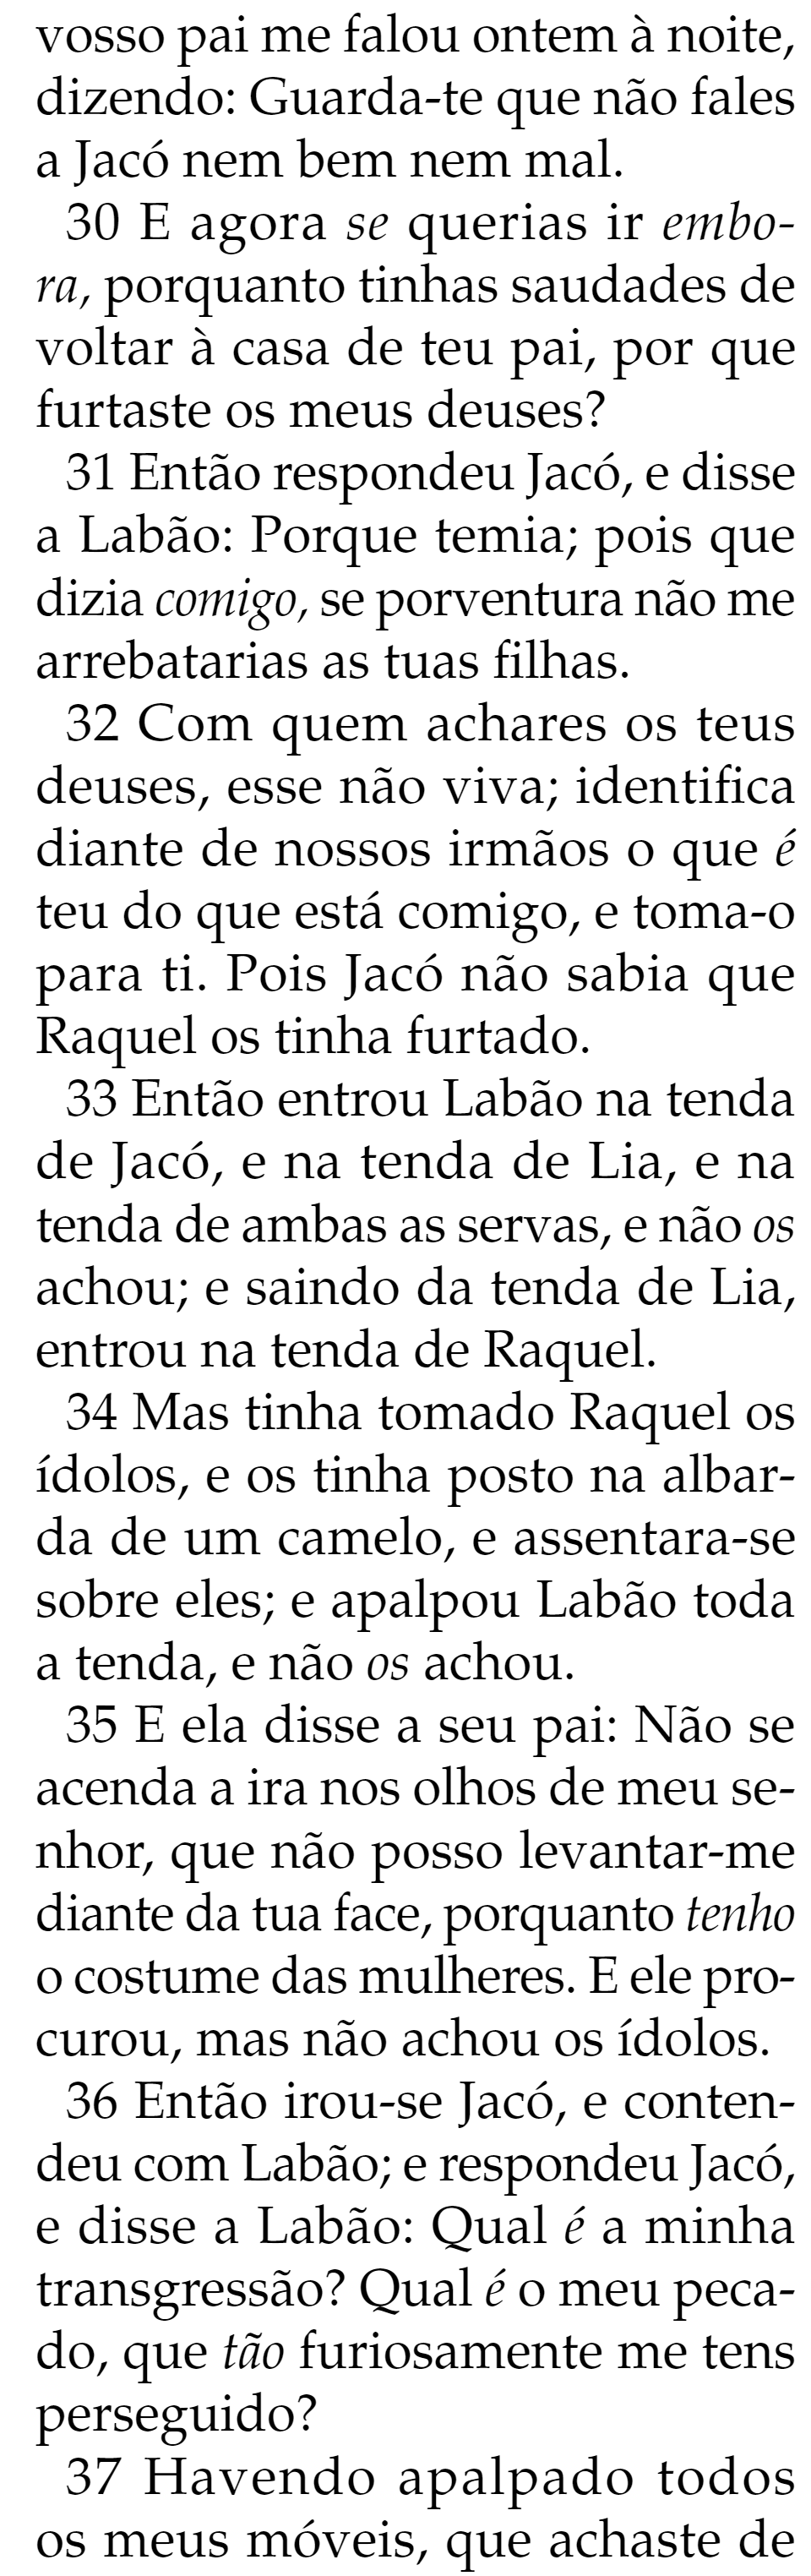 vosso pai me falou ontem à noite,
dizendo: Guarda-te que não fales
a Jacó nem bem nem mal.
30 E agora se querias ir embo-
ra, porquanto tinhas saudades de
voltar à casa de teu pai, por que
furtaste os meus deuses?
31 Então respondeu Jacó, e disse
a Labão: Porque temia; pois que
dizia comigo, se porventura não me
arrebatarias as tuas filhas.
32 Com quem achares os teus
deuses, esse não viva; identifica
diante de nossos irmãos o que é
teu do que está comigo, e toma-o
para ti. Pois Jacó não sabia que
Raquel os tinha furtado.
33 Então entrou Labão na tenda
de Jacó, e na tenda de Lia, e na
tenda de ambas as servas, e não os
achou; e saindo da tenda de Lia,
entrou na tenda de Raquel.
34 Mas tinha tomado Raquel os
ídolos, e os tinha posto na albar-
da de um camelo, e assentara-se
sobre eles; e apalpou Labão toda
a tenda, e não os achou.
35 E ela disse a seu pai: Não se
acenda a ira nos olhos de meu se-
nhor, que não posso levantar-me
diante da tua face, porquanto tenho
o costume das mulheres. E ele pro-
curou, mas não achou os ídolos.
36 Então irou-se Jacó, e conten-
deu com Labão; e respondeu Jacó,
e disse a Labão: Qual é a minha
transgressão? Qual é o meu peca-
do, que tão furiosamente me tens
perseguido?
37 Havendo apalpado todos
os meus móveis, que achaste de